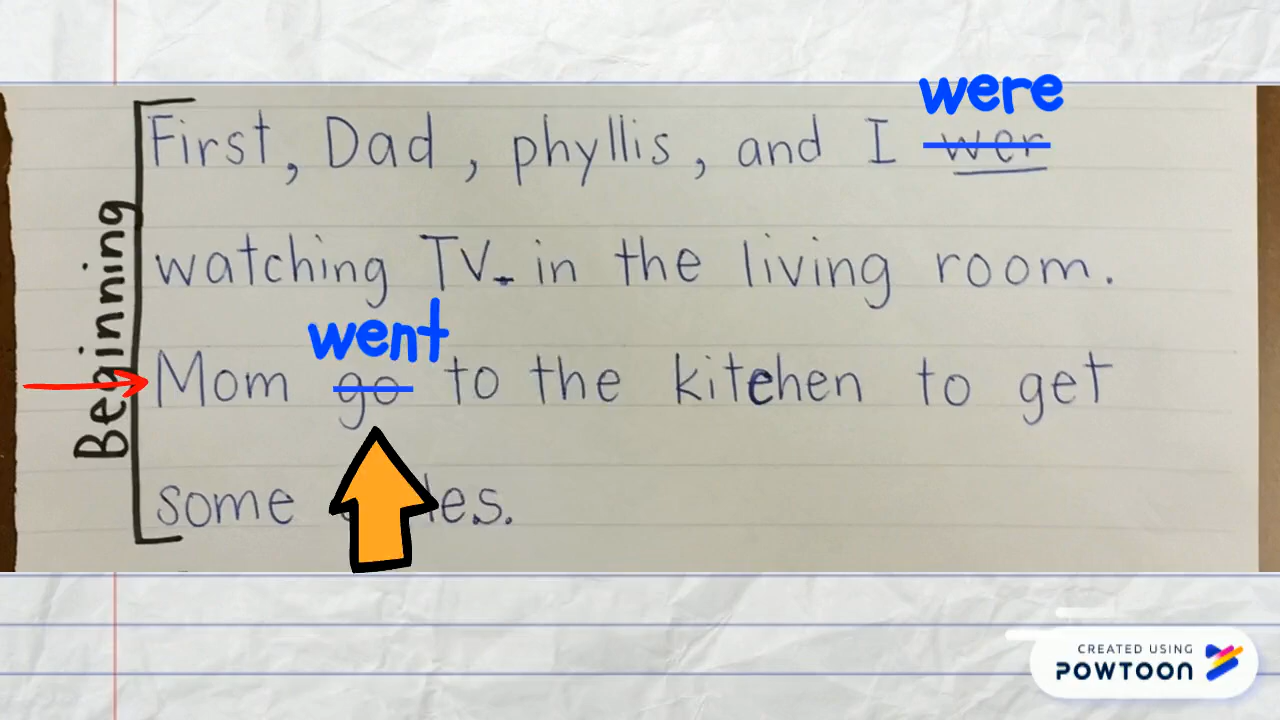 were
First, Dad, phyllis, and I wer
watching TV in the living room.
went
Mom go to the kitchen to get
some
Beginning
CREATED USING
POWTOON